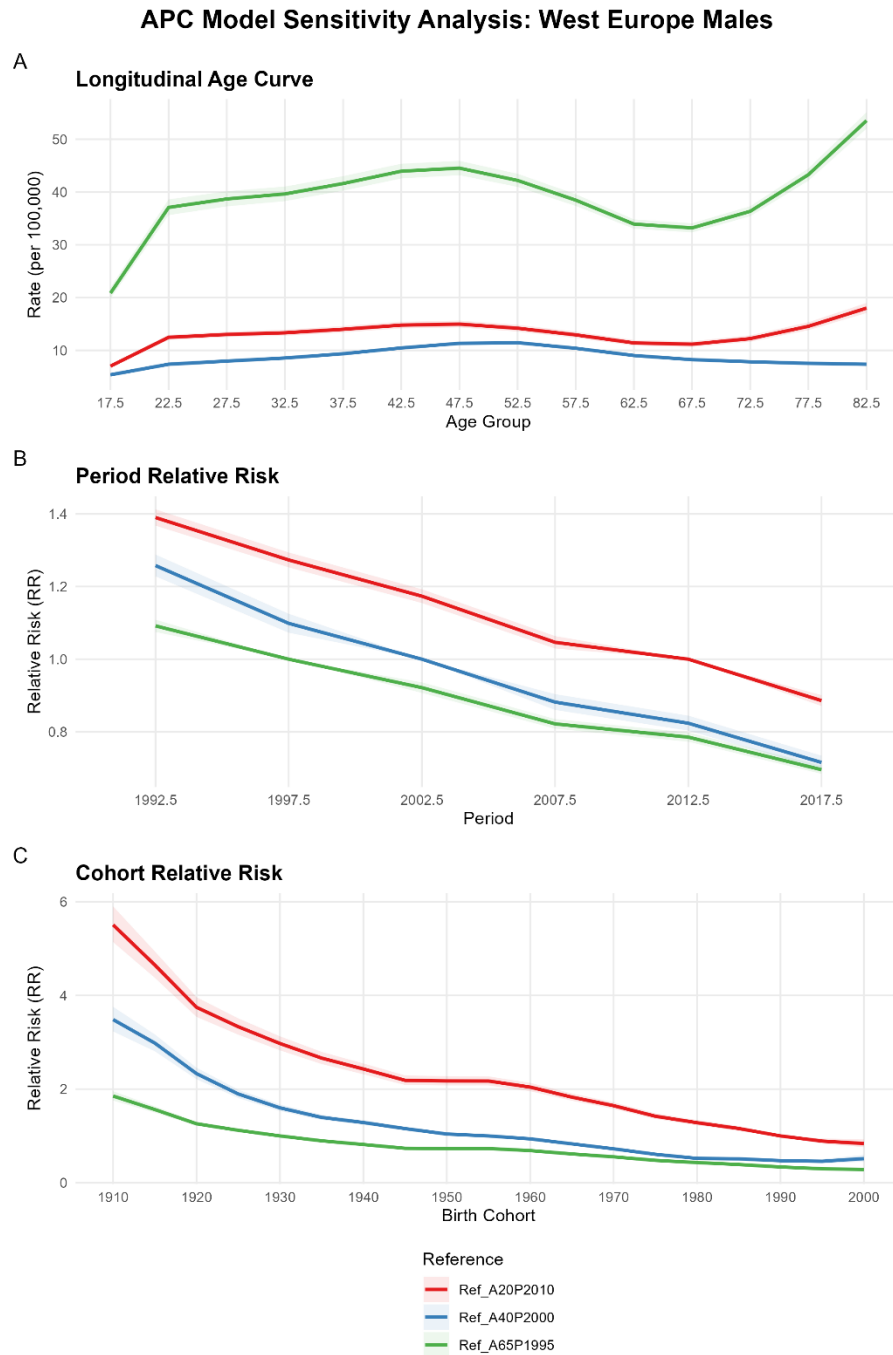 APC Model Sensitivity Analysis: West Europe Males
A
Longitudinal Age Curve
Rate (per 100,000)
50
40
30
20
10
17.5 22.5 27.5 32.5 37.5 42.5 47.5 52.5 57.5 62.5 67.5 72.5 77.5 82.5
Age Group
B
Period Relative Risk
Relative Risk (RR)
1.4
1.2
1.0
0.8
1992.5 1997.5 2002.5 2007.5 2012.5 2017.5
Period
C
Cohort Relative Risk
Relative Risk (RR)
6
4
2
0
1910 1920 1930 1940 1950 1960 1970 1980 1990 2000
Birth Cohort
Reference
Ref_A20P2010
Ref_A40P2000
Ref_A65P1995